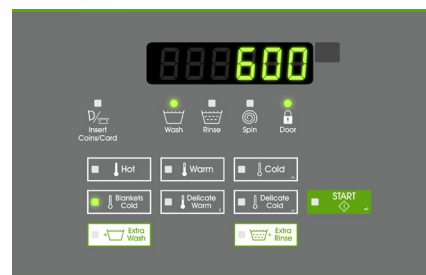 600
Insert
Coins/Card
Wash
Rinse
Spin
Door
Hot
Warm
Cold
Blankets
Cold
Delicate
Warm
Delicate
Cold
START
Extra
Wash
Extra
Rinse